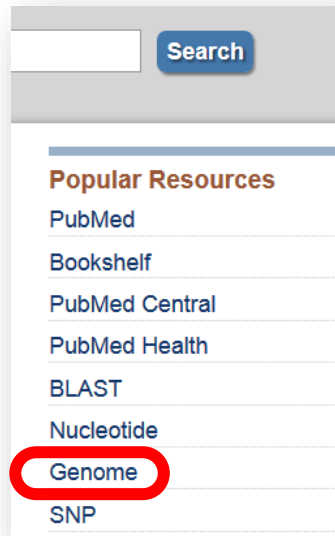 Search
Popular Resources
PubMed
Bookshelf
PubMed Central
PubMed Health
BLAST
Nucleotide
Genome
SNP